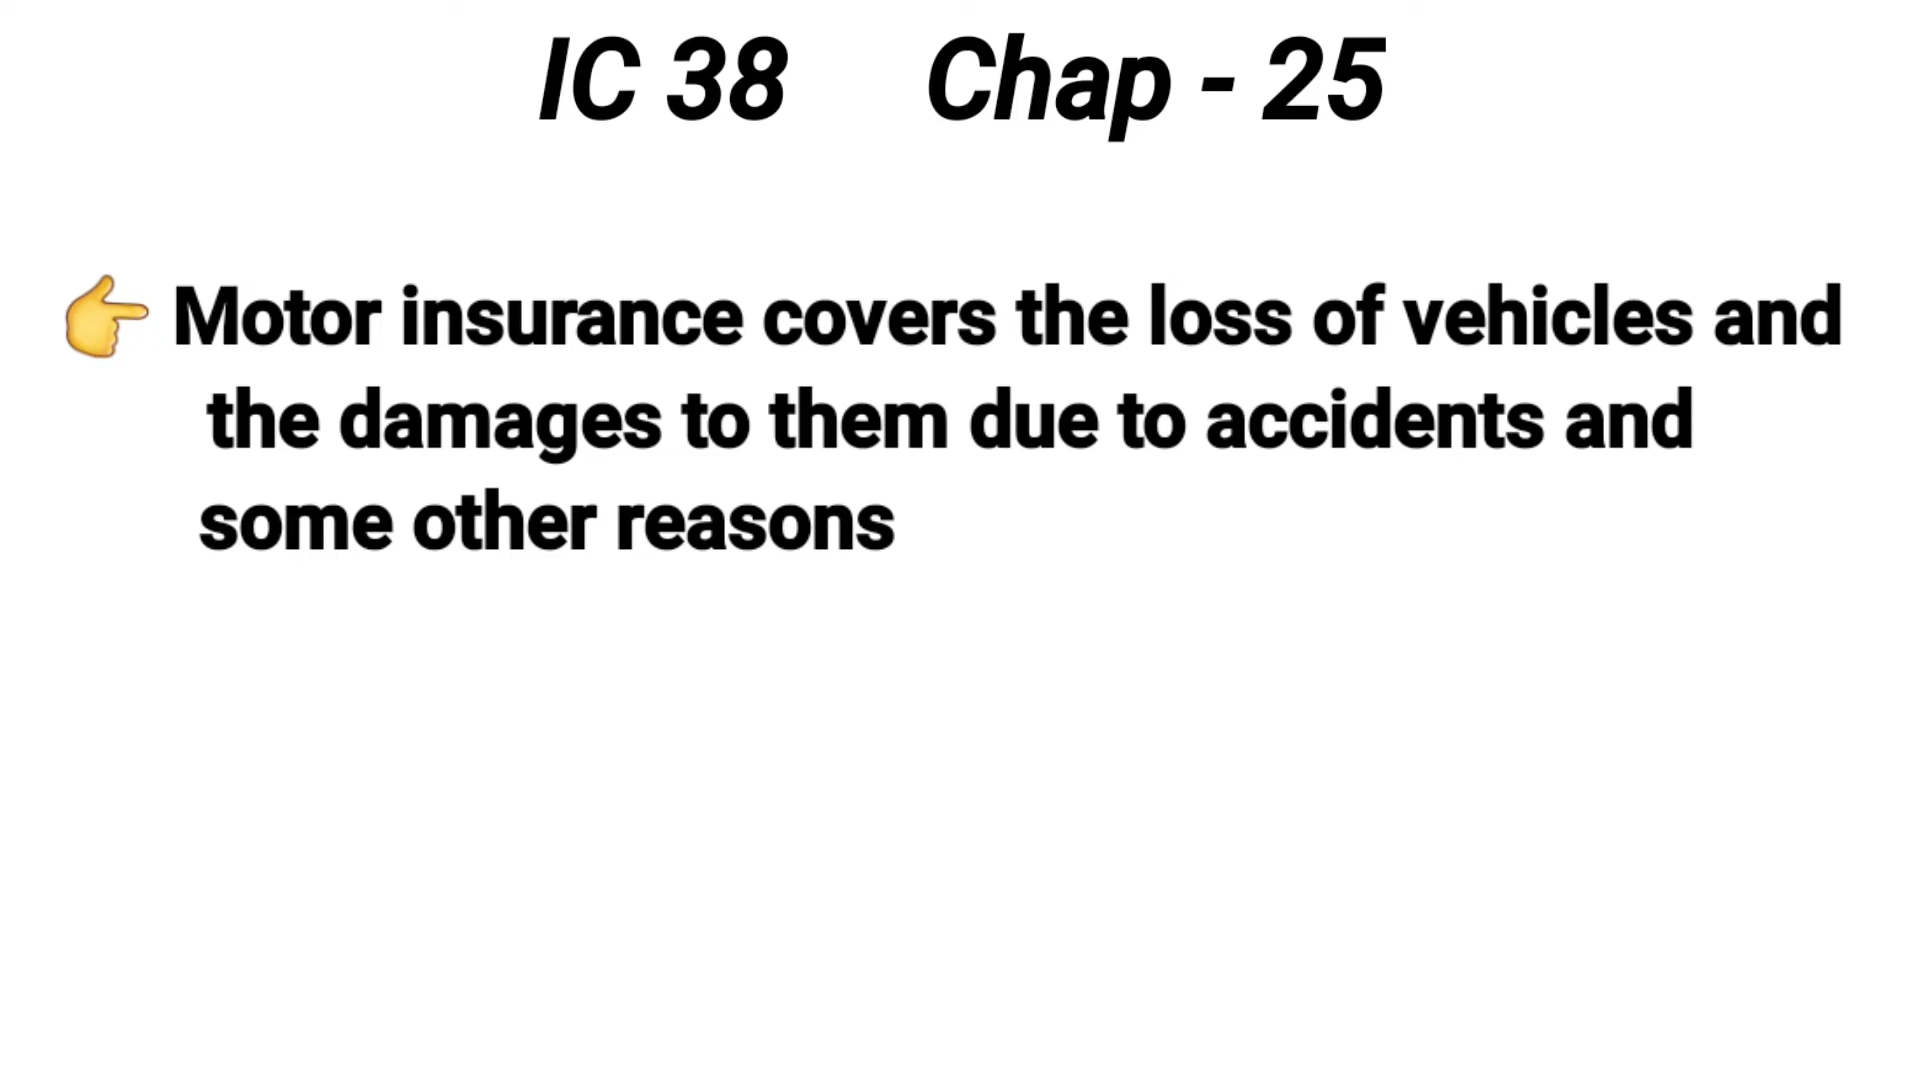 IC 38 Chap - 25
👉 Motor insurance covers the loss of vehicles and
the damages to them due to accidents and
some other reasons